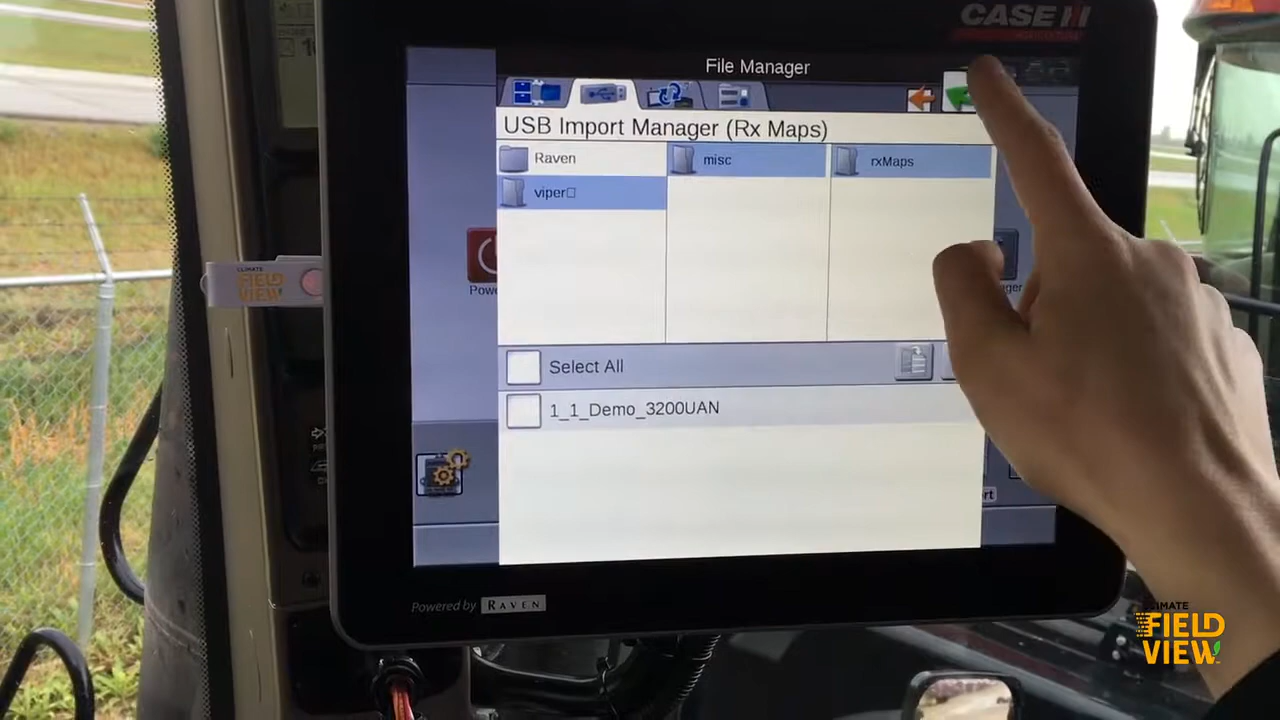 CASE IH
File Manager
USB Import Manager (Rx Maps)
Raven
misc
rxMaps
viper
CLIMATE
FIELD
VIEW
Select All
1_1_Demo_3200UAN
Powered by RAVEN
CLIMATE
FIELD
VIEW